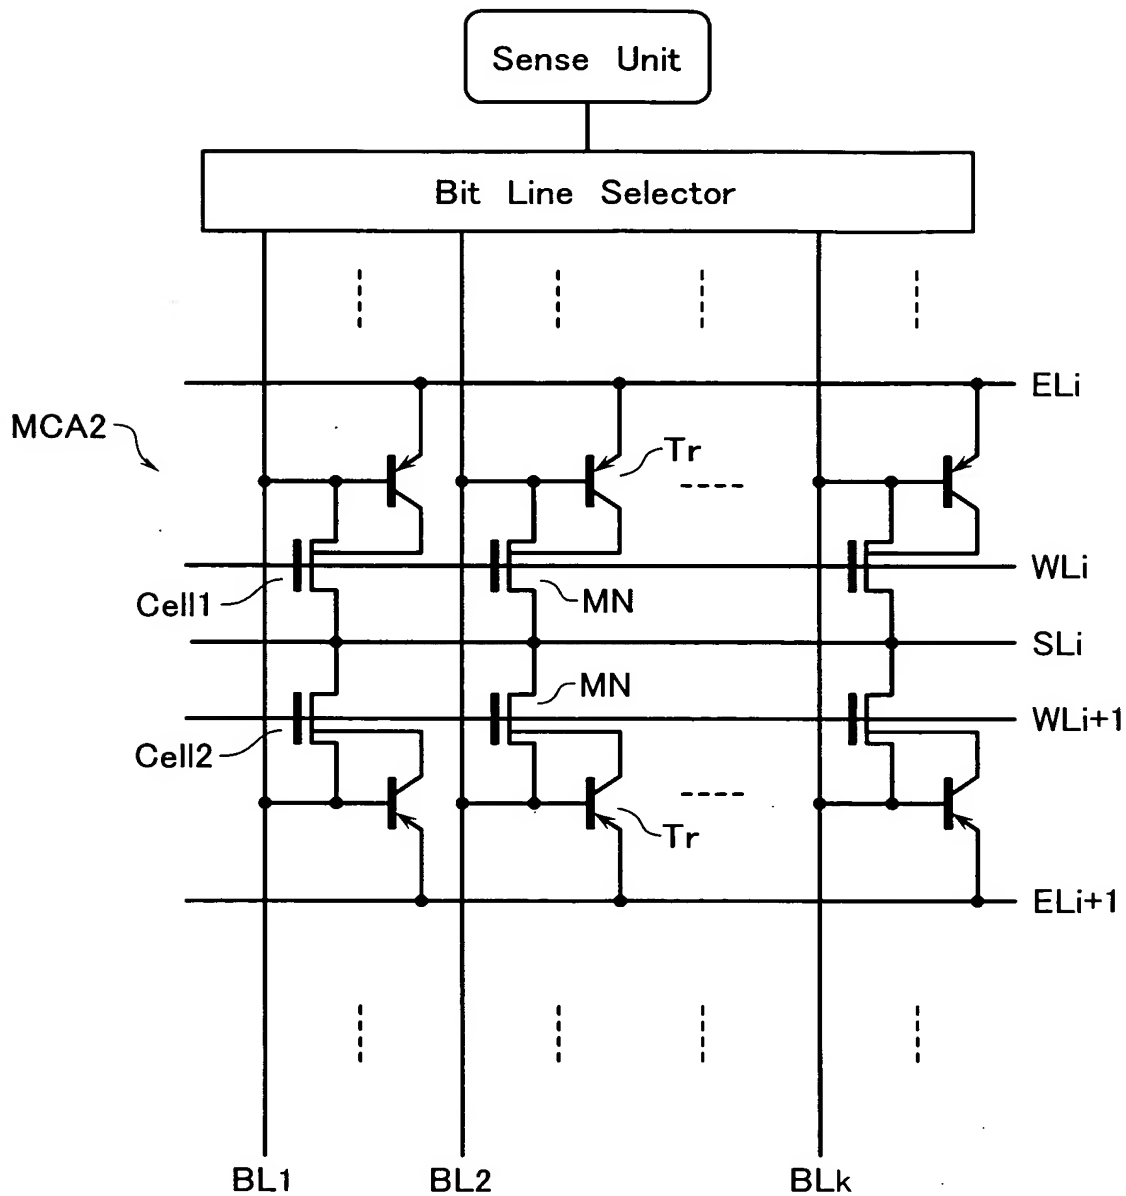 Sense Unit
Bit Line Selector
ELi
MCA2
Tr
WLi
Cell1
MN
SLi
MN
WLi+1
Cell2
Tr
ELi+1
BL1
BL2
BLk